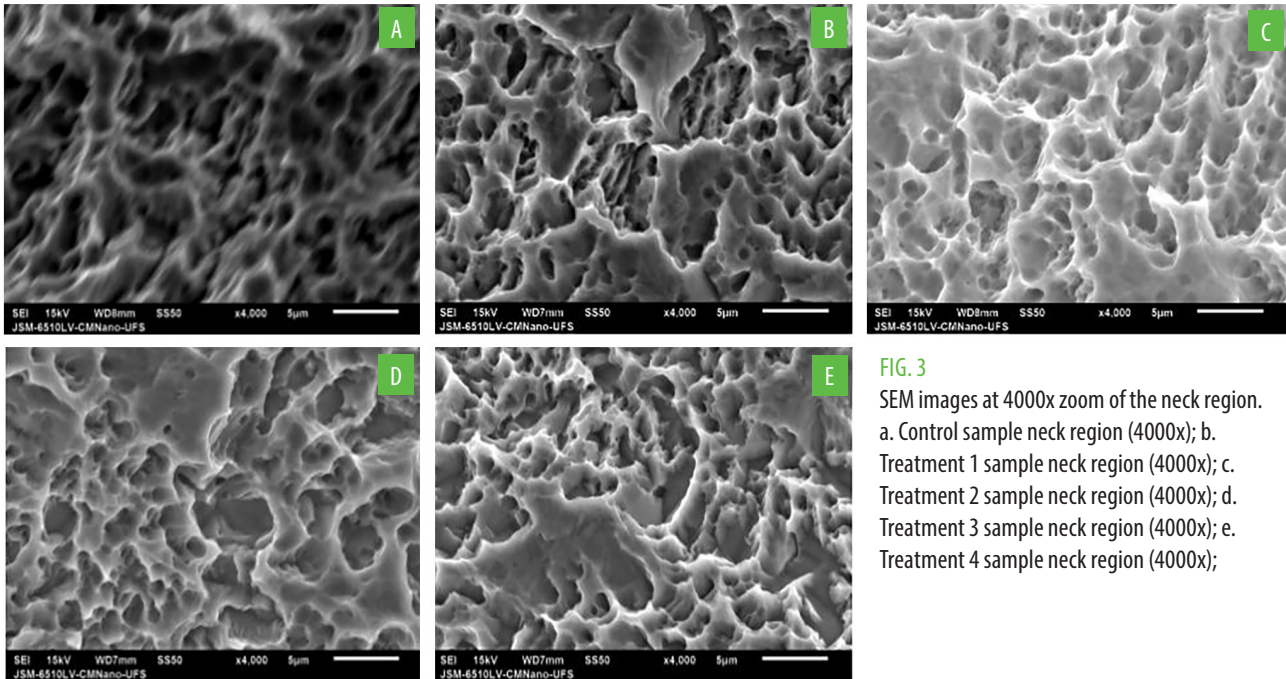 A
SEI 15kV WD8mm SS50 x4,000 5µm
JSM-6510LV-CMNano-UFS
B
SEI 15kV WD7mm SS50 x4,000 5µm
JSM-6510LV-CMNano-UFS
C
SEI 15kV WD8mm SS50 x4,000 5µm
JSM-6510LV-CMNano-UFS
D
SEI 15kV WD7mm SS50 x4,000 5µm
JSM-6510LV-CMNano-UFS
E
SEI 15kV WD7mm SS50 x4,000 5µm
JSM-6510LV-CMNano-UFS
FIG. 3
SEM images at 4000x zoom of the neck region.
a. Control sample neck region (4000x); b.
Treatment 1 sample neck region (4000x); c.
Treatment 2 sample neck region (4000x); d.
Treatment 3 sample neck region (4000x); e.
Treatment 4 sample neck region (4000x);